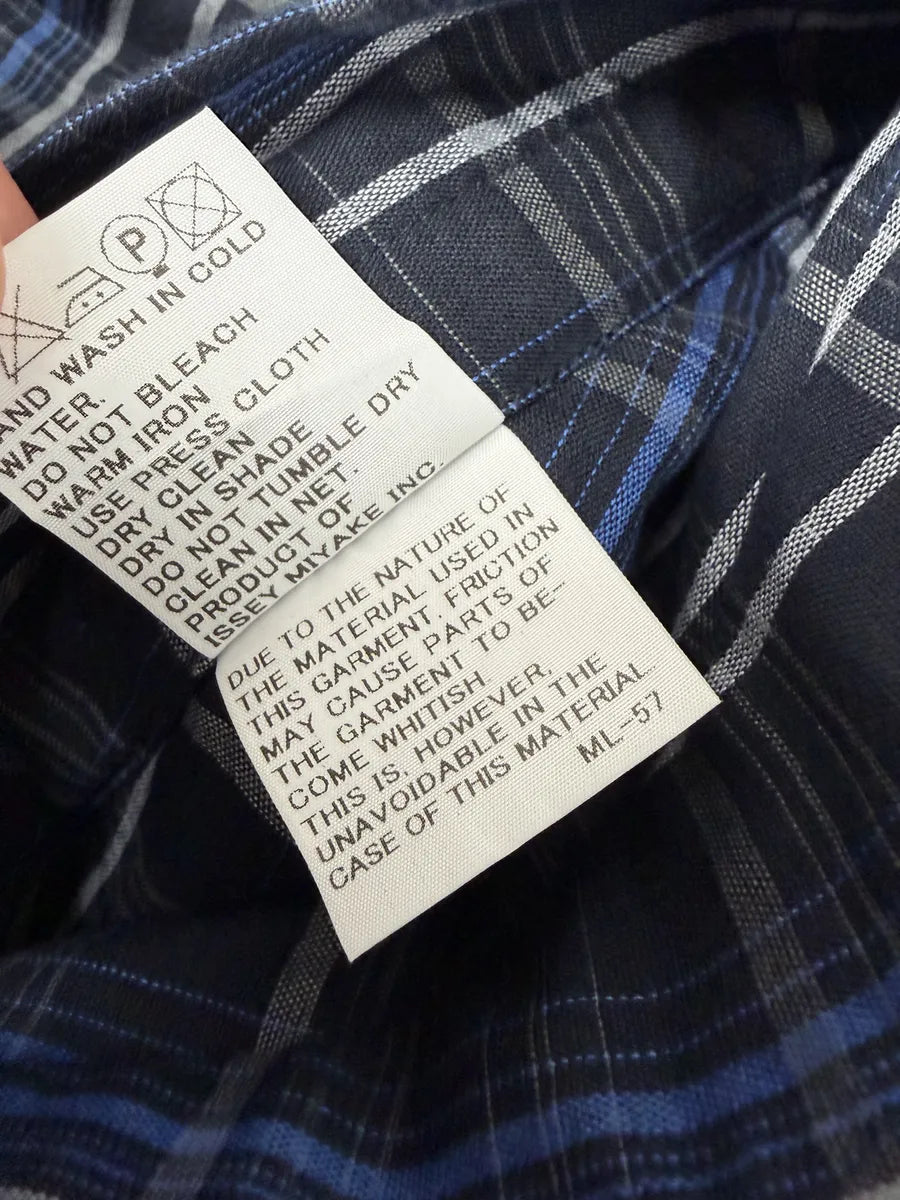 P
AND WASH IN COLD
WATER.
DO NOT BLEACH
WARM IRON
USE PRESS CLOTH
DRY CLEAN
DRY IN SHADE
DO NOT TUMBLE DRY
CLEAN IN NET.
PRODUCT OF
ISSEY MIYAKE INC.
DUE TO THE NATURE OF
THE MATERIAL USED IN
THIS GARMENT, FRICTION
MAY CAUSE PARTS OF
THE GARMENT TO BE-
COME WHITISH.
THIS IS, HOWEVER,
UNAVOIDABLE IN THE
CASE OF THIS MATERIAL.
ML-57